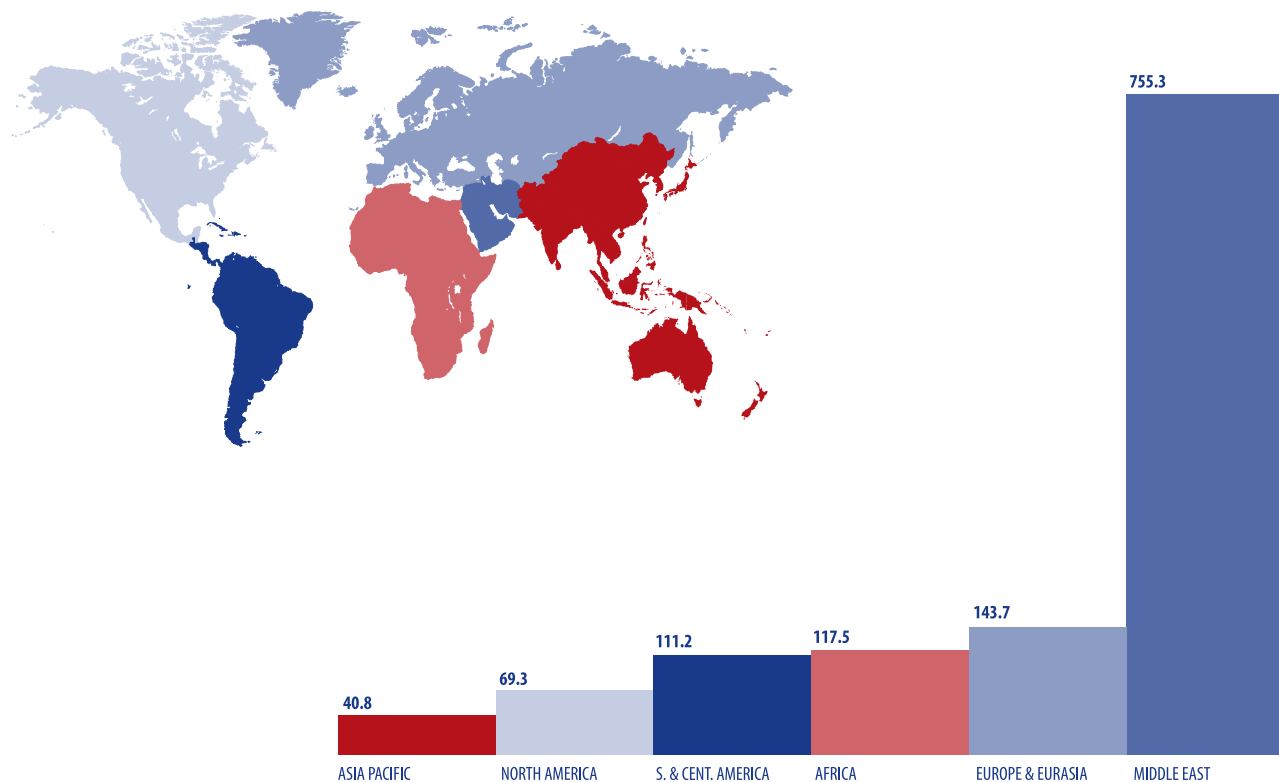 755.3
143.7
117.5
111.2
69.3
40.8
ASIA PACIFIC
NORTH AMERICA
S. & CENT. AMERICA
AFRICA
EUROPE & EURASIA
MIDDLE EAST